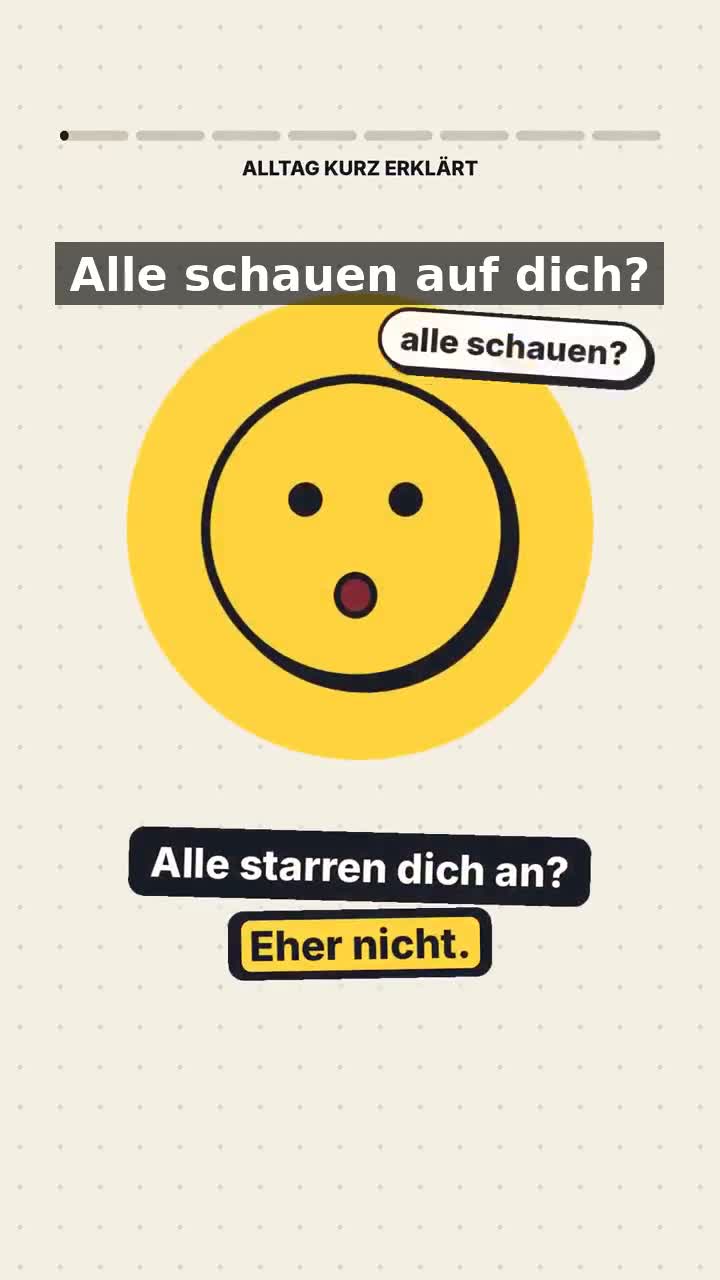 ALLTAG KURZ ERKLÄRT
Alle schauen auf dich?
alle schauen?
Alle starren dich an?
Eher nicht.